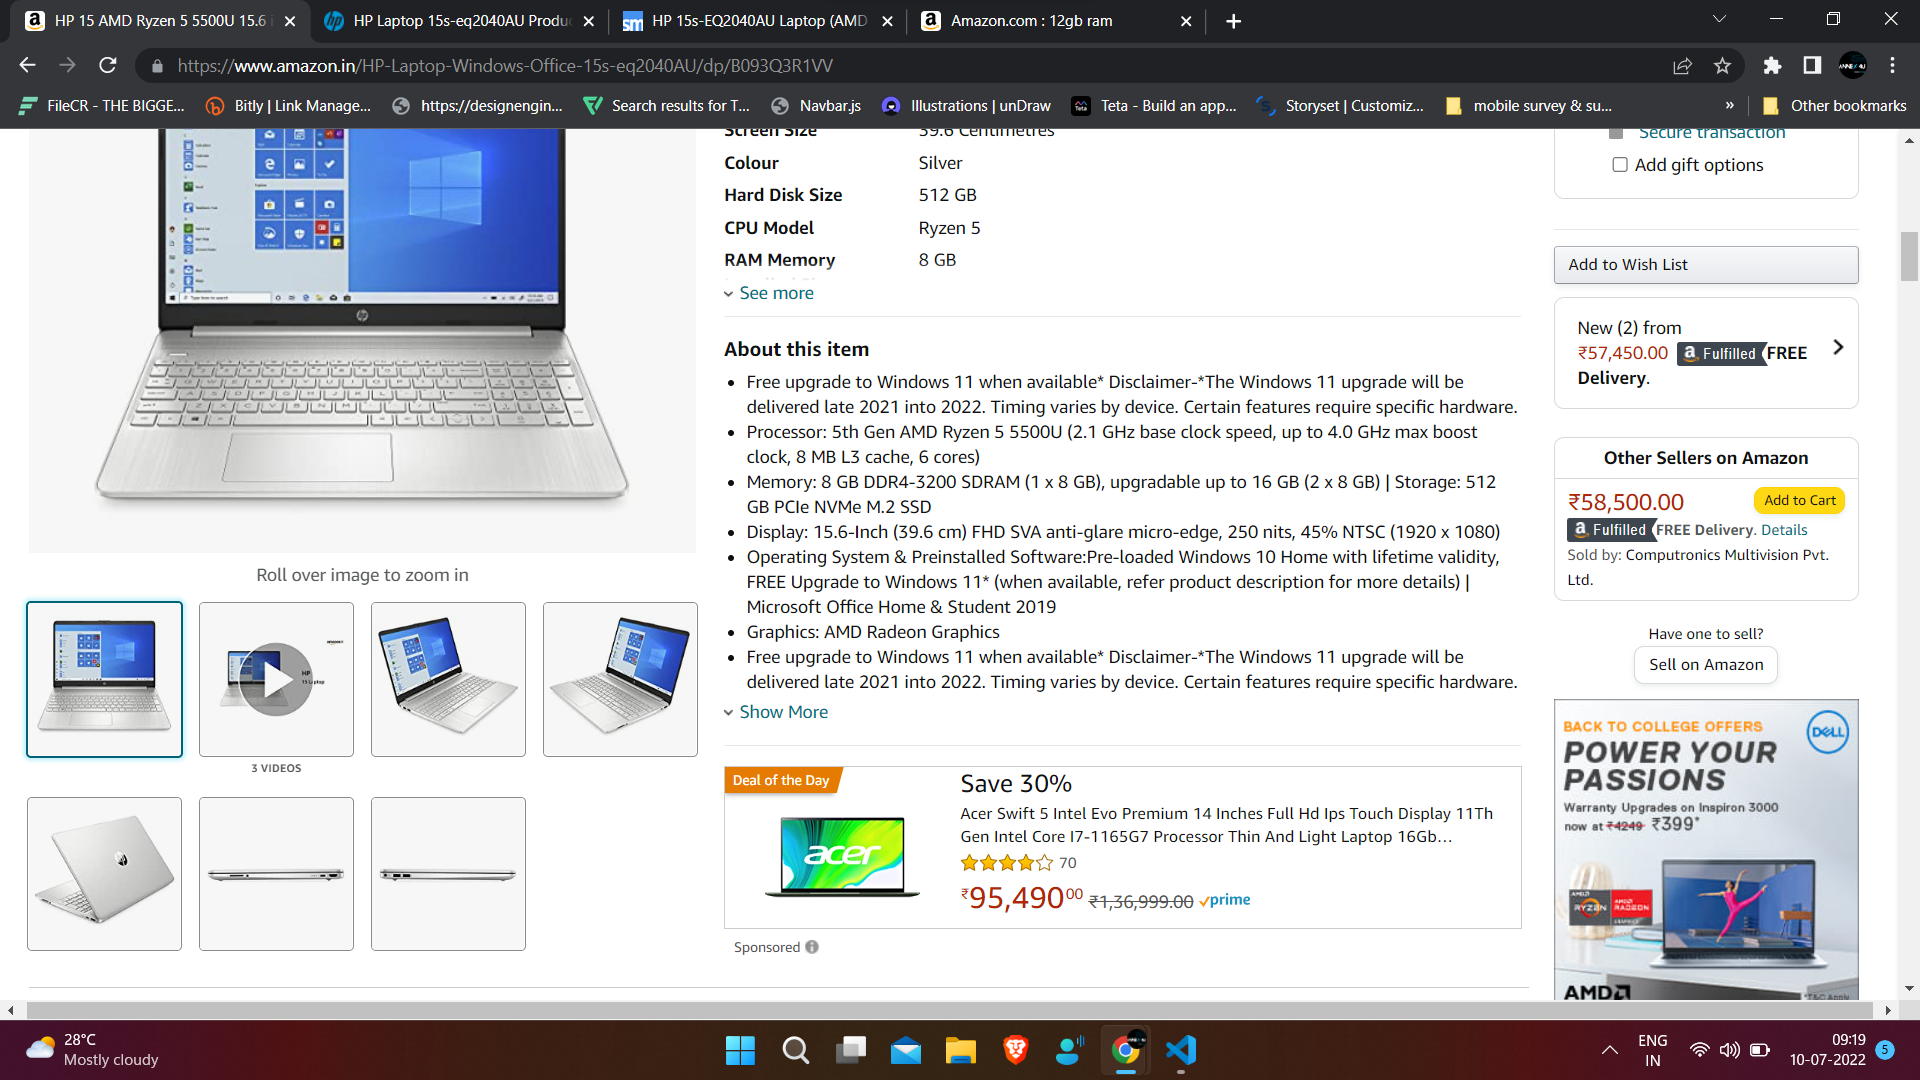 HP 15 AMD Ryzen 5 5500U 15.6 i
HP Laptop 15s-eq2040AU Produ
HP 15s-EQ2040AU Laptop (AMD
Amazon.com : 12gb ram
https://www.amazon.in/HP-Laptop-Windows-Office-15s-eq2040AU/dp/B093Q3R1VV
FileCR - THE BIGGE...
Bitly | Link Manage...
https://designengin...
Search results for T...
Navbar.js
Illustrations | unDraw
Teta - Build an app...
Storyset | Customiz...
mobile survey & su...
»
Other bookmarks
Screen Size 39.6 Centimetres
Colour Silver
Hard Disk Size 512 GB
CPU Model Ryzen 5
RAM Memory 8 GB
See more
About this item
• Free upgrade to Windows 11 when available* Disclaimer-*The Windows 11 upgrade will be
delivered late 2021 into 2022. Timing varies by device. Certain features require specific hardware.
• Processor: 5th Gen AMD Ryzen 5 5500U (2.1 GHz base clock speed, up to 4.0 GHz max boost
clock, 8 MB L3 cache, 6 cores)
• Memory: 8 GB DDR4-3200 SDRAM (1 x 8 GB), upgradable up to 16 GB (2 x 8 GB) | Storage: 512
GB PCIe NVMe M.2 SSD
• Display: 15.6-Inch (39.6 cm) FHD SVA anti-glare micro-edge, 250 nits, 45% NTSC (1920 x 1080)
• Operating System & Preinstalled Software:Pre-loaded Windows 10 Home with lifetime validity,
FREE Upgrade to Windows 11* (when available, refer product description for more details) |
Microsoft Office Home & Student 2019
• Graphics: AMD Radeon Graphics
• Free upgrade to Windows 11 when available* Disclaimer-*The Windows 11 upgrade will be
delivered late 2021 into 2022. Timing varies by device. Certain features require specific hardware.
Show More
Roll over image to zoom in
HP
15 Laptop
3 VIDEOS
Deal of the Day
acer
Save 30%
Acer Swift 5 Intel Evo Premium 14 Inches Full Hd Ips Touch Display 11Th
Gen Intel Core I7-1165G7 Processor Thin And Light Laptop 16Gb...
70
₹95,490.00 ₹1,36,999.00 prime
Sponsored
Secure transaction
Add gift options
Add to Wish List
New (2) from
₹57,450.00 Fulfilled FREE
Delivery.
Other Sellers on Amazon
₹58,500.00 Add to Cart
Fulfilled FREE Delivery. Details
Sold by: Computronics Multivision Pvt.
Ltd.
Have one to sell?
Sell on Amazon
BACK TO COLLEGE OFFERS
DELL
POWER YOUR
PASSIONS
Warranty Upgrades on Inspiron 3000
now at ₹4249 ₹399*
AMD
RYZEN
AMD
RADEON
GRAPHICS
AMD
*T&C Apply
28°C
Mostly cloudy
ENG
IN
09:19
10-07-2022
5